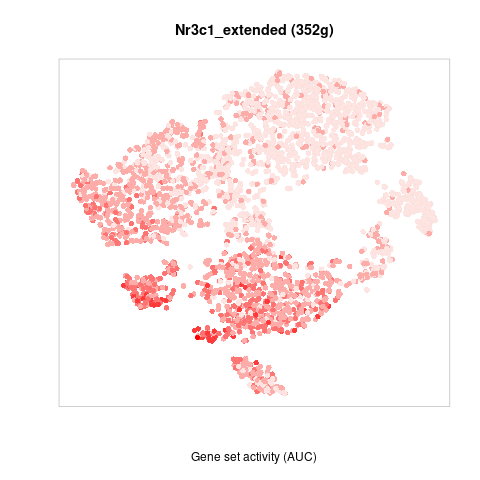 Nr3c1_extended (352g)
Gene set activity (AUC)